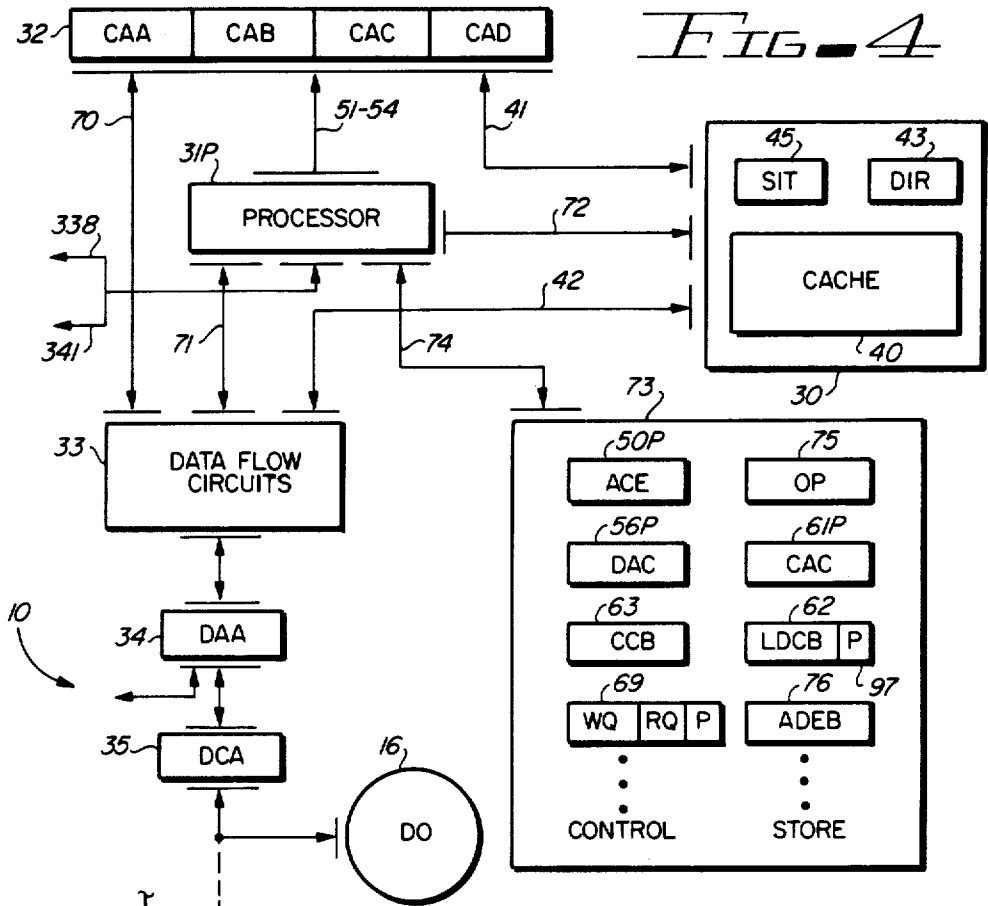 FIG. 4
32 CAA CAB CAC CAD
70 51-54 41
31P
PROCESSOR
338
341
71
74
72
42
45 43
SIT DIR
CACHE
40
30
33
DATA FLOW
CIRCUITS
73
50P 75
ACE OP
56P 61P
DAC CAC
63 62
CCB LDCB P
97
69 76
WQ RQ P ADEB
CONTROL STORE
10
34 DAA
35 DCA
16
DO